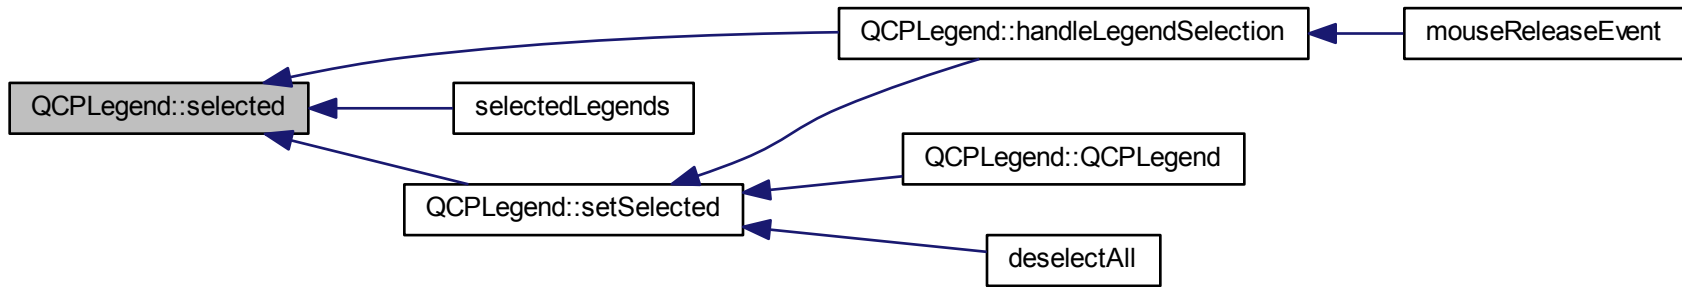 QCPLegend::handleLegendSelection
mouseReleaseEvent
QCPLegend::selected
selectedLegends
QCPLegend::QCPLegend
QCPLegend::setSelected
deselectAll